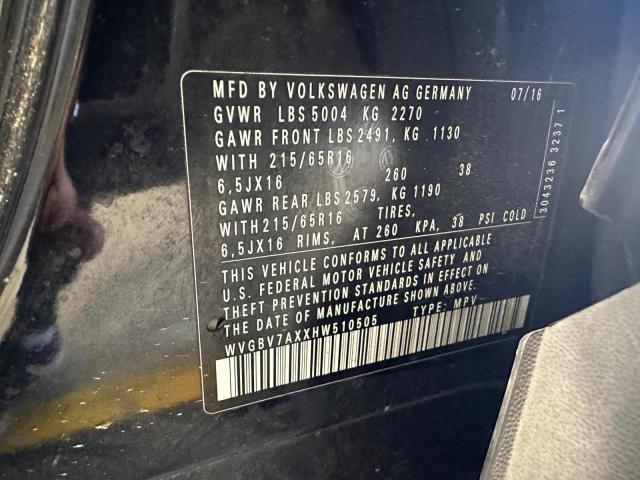 MFD BY VOLKSWAGEN AG GERMANY 07/16
GVWR LBS 5004 KG 2270
GAWR FRONT LBS 2491, KG 1130
WITH 215/65R16
6,5JX16 260 38
GAWR REAR LBS 2579, KG 1190
WITH 215/65R16 TIRES,
6,5JX16 RIMS, AT 260 KPA, 38 PSI COLD
THIS VEHICLE CONFORMS TO ALL APPLICABLE
U.S. FEDERAL MOTOR VEHICLE SAFETY AND
THEFT PREVENTION STANDARDS IN EFFECT ON
THE DATE OF MANUFACTURE SHOWN ABOVE.
WVGBV7AXXHW510505 TYPE: MPV
3043236 32371